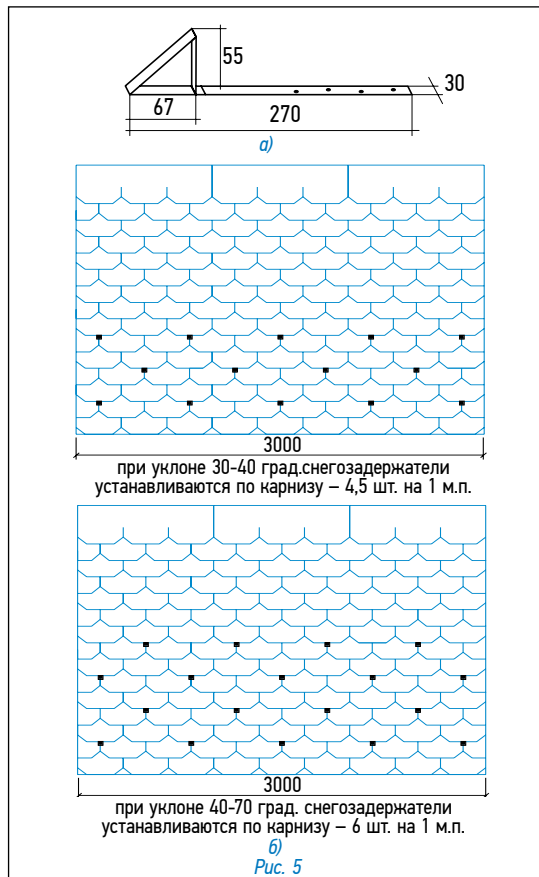 55
30
67
270
а)
3000
при уклоне 30-40 град.снегозадержатели
устанавливаются по карнизу – 4,5 шт. на 1 м.п.
3000
при уклоне 40-70 град. снегозадержатели
устанавливаются по карнизу – 6 шт. на 1 м.п.
б)
Рис. 5